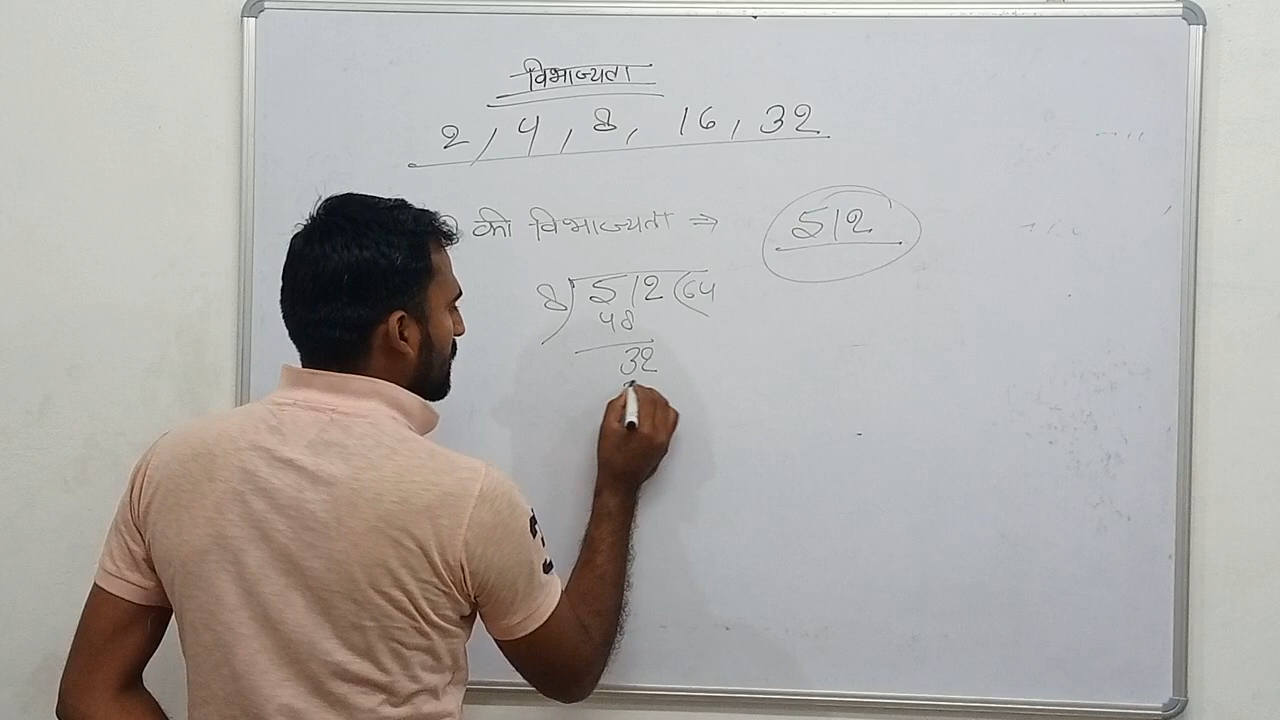 विभाज्यता
2, 4, 8, 16, 32
की विभाज्यता ⇒ 512
8) 512 (64
48
32